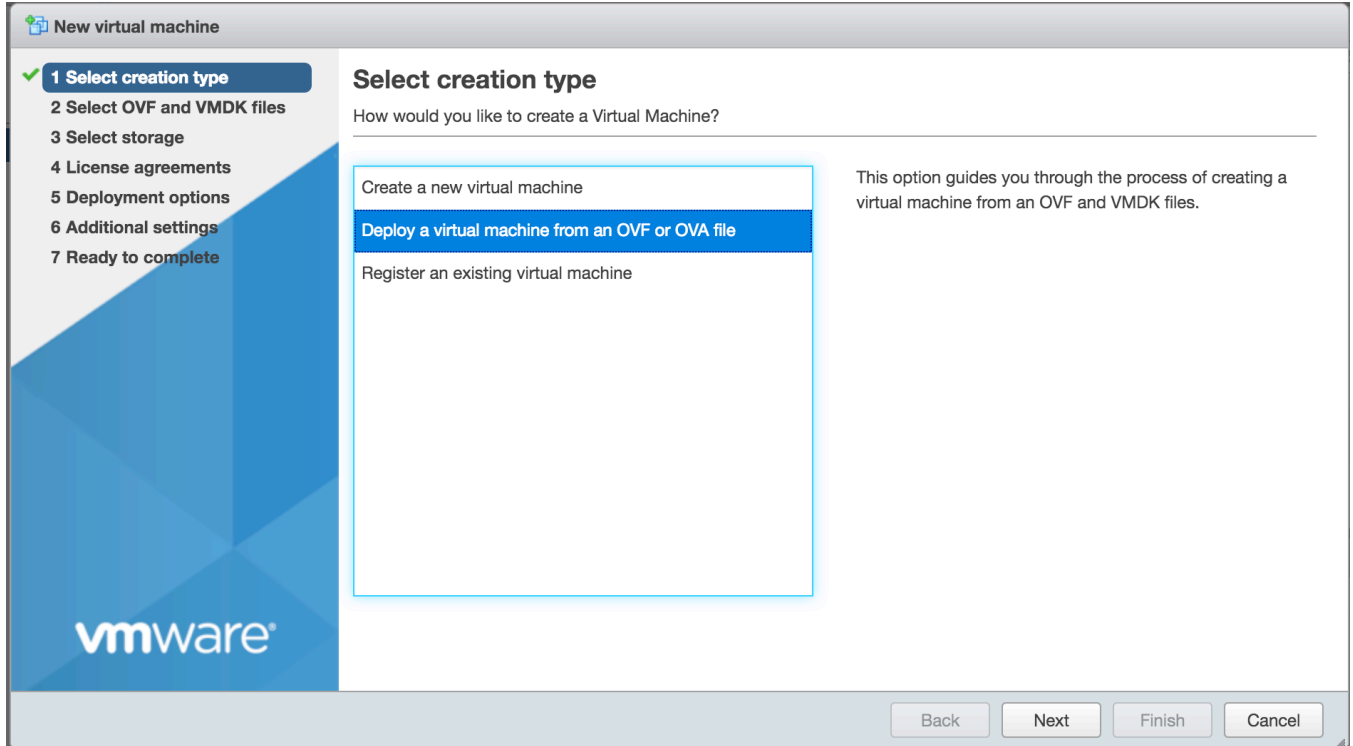 New virtual machine
1 Select creation type
2 Select OVF and VMDK files
3 Select storage
4 License agreements
5 Deployment options
6 Additional settings
7 Ready to complete
vmware®
Select creation type
How would you like to create a Virtual Machine?
Create a new virtual machine
Deploy a virtual machine from an OVF or OVA file
Register an existing virtual machine
This option guides you through the process of creating a
virtual machine from an OVF and VMDK files.
Back Next Finish Cancel